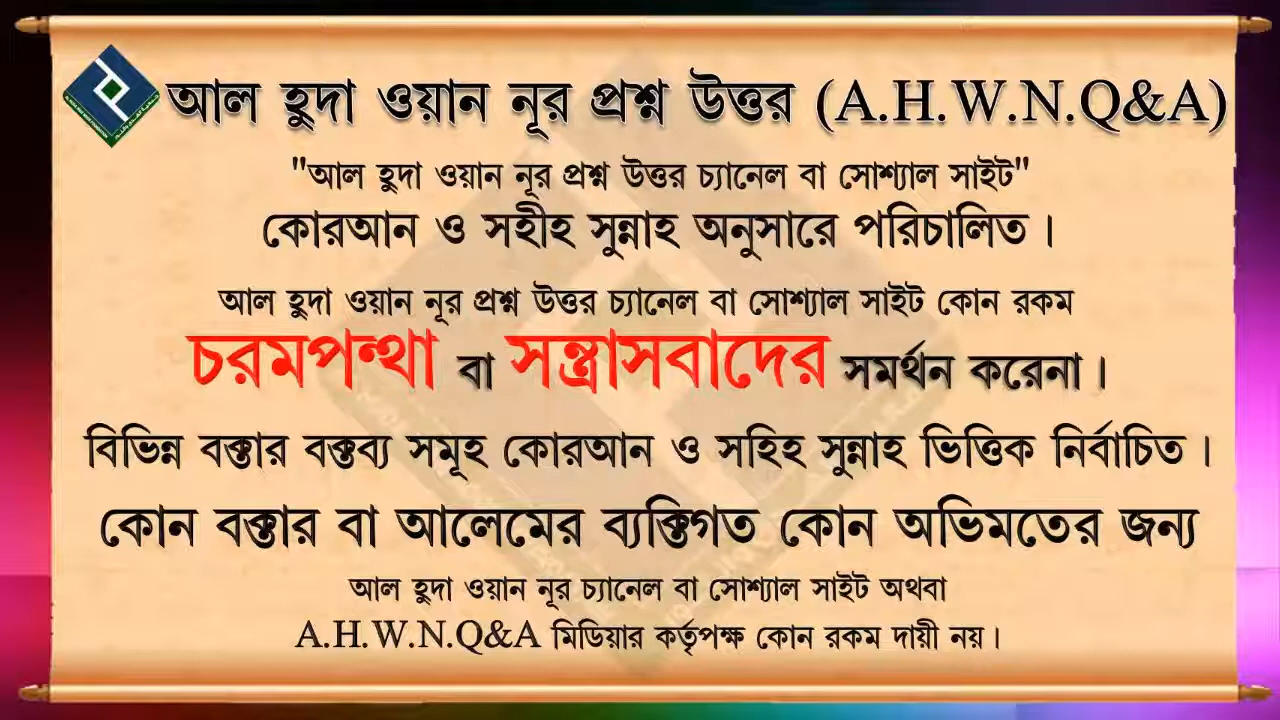 আল হুদা ওয়ান নূর প্রশ্ন উত্তর (A.H.W.N.Q&A)
"আল হুদা ওয়ান নূর প্রশ্ন উত্তর চ্যানেল বা সোশ্যাল সাইট"
কোরআন ও সহীহ সুন্নাহ অনুসারে পরিচালিত।
আল হুদা ওয়ান নূর প্রশ্ন উত্তর চ্যানেল বা সোশ্যাল সাইট কোন রকম
চরমপন্থা বা সন্ত্রাসবাদের সমর্থন করেনা।
বিভিন্ন বক্তার বক্তব্য সমূহ কোরআন ও সহিহ সুন্নাহ ভিত্তিক নির্বাচিত।
কোন বক্তার বা আলেমের ব্যক্তিগত কোন অভিমতের জন্য
আল হুদা ওয়ান নূর চ্যানেল বা সোশ্যাল সাইট অথবা
A.H.W.N.Q&A মিডিয়ার কর্তৃপক্ষ কোন রকম দায়ী নয়।